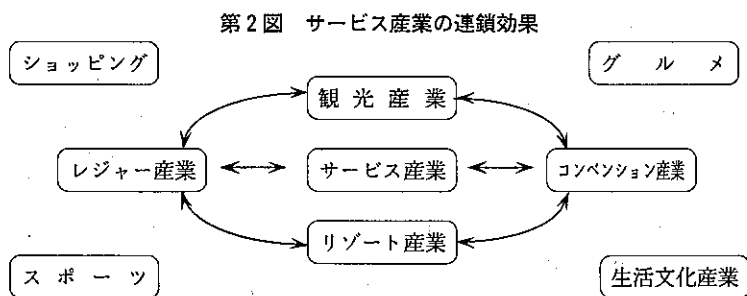 第2図 サービス産業の連鎖効果
ショッピング
グルメ
観光産業
レジャー産業
サービス産業
コンベンション産業
リゾート産業
スポーツ
生活文化産業